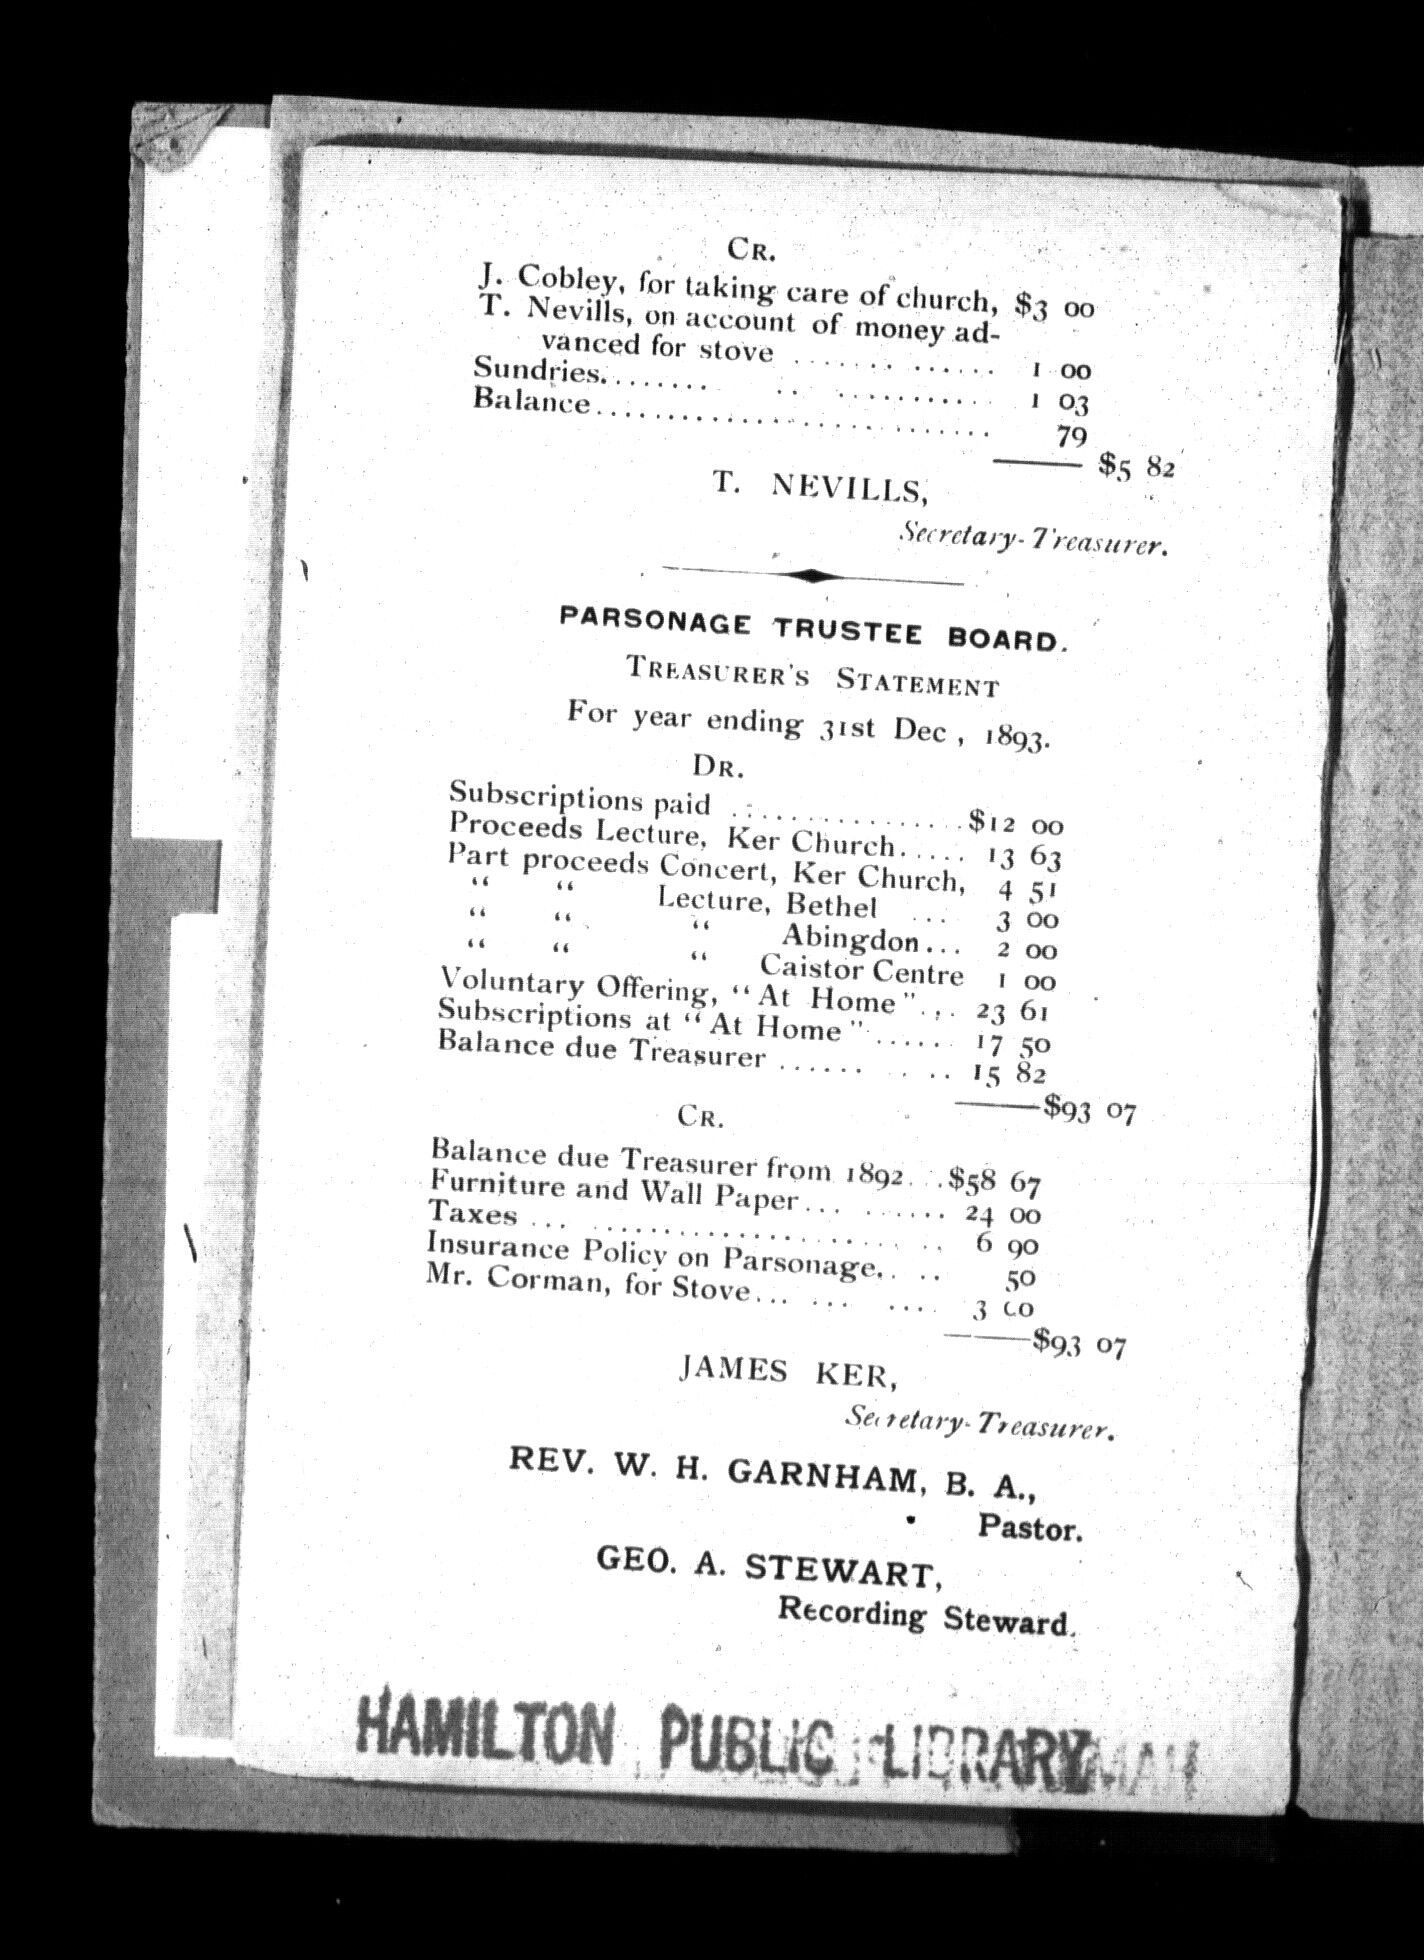 CR.
J. Cobley, for taking care of church, $3 00
T. Nevills, on account of money ad-
vanced for stove ............... 1 00
Sundries......... .. ........... 1 03
Balance........................... 79
$5 82
T. NEVILLS,
Secretary-Treasurer.
PARSONAGE TRUSTEE BOARD.
TREASURER'S STATEMENT
For year ending 31st Dec , 1893.
DR.
Subscriptions paid ................$12 00
Proceeds Lecture, Ker Church..... 13 63
Part proceeds Concert, Ker Church, 4 51
“ “ Lecture, Bethel ... 3 00
“ “ “ Abingdon... 2 00
“ “ “ Caistor Centre 1 00
Voluntary Offering, “At Home”... 23 61
Subscriptions at “At Home”...... 17 50
Balance due Treasurer ...... . .. 15 82
$93 07
CR.
Balance due Treasurer from 1892...$58 67
Furniture and Wall Paper... ...... 24 00
Taxes ... ........................ 6 90
Insurance Policy on Parsonage.. .. 50
Mr. Corman, for Stove... ... .... 3 00
$93 07
JAMES KER,
Secretary-Treasurer.
REV. W. H. GARNHAM, B. A.,
Pastor.
GEO. A. STEWART,
Recording Steward.
HAMILTON PUBLIC LIBRARY